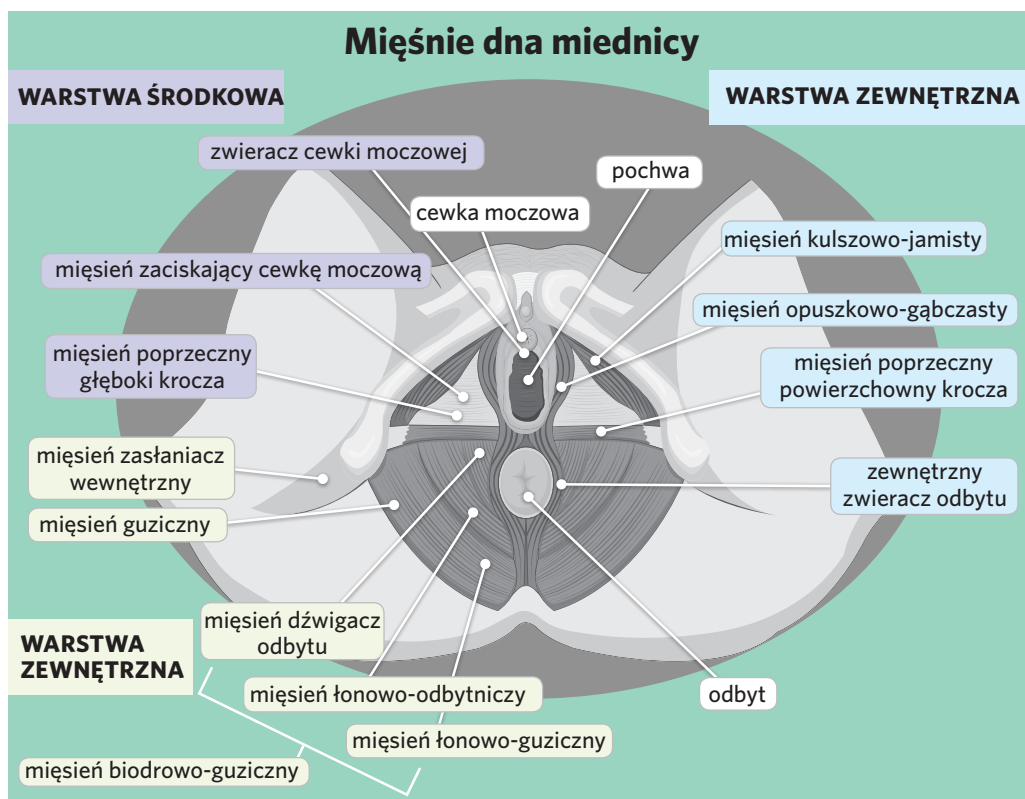 Mięśnie dna miednicy
WARSTWA ŚRODKOWA
WARSTWA ZEWNĘTRZNA
zwieracz cewki moczowej
pochwa
cewka moczowa
mięsień kulszowo-jamisty
mięsień zaciskający cewkę moczową
mięsień opuszkowo-gąbczasty
mięsień poprzeczny
głęboki krocza
mięsień poprzeczny
powierzchowny krocza
mięsień zasłaniacz
wewnętrzny
zewnętrzny
zwieracz odbytu
mięsień guziczny
mięsień dźwigacz
odbytu
WARSTWA
ZEWNĘTRZNA
mięsień łonowo-odbytniczy
odbyt
mięsień łonowo-guziczny
mięsień biodrowo-guziczny